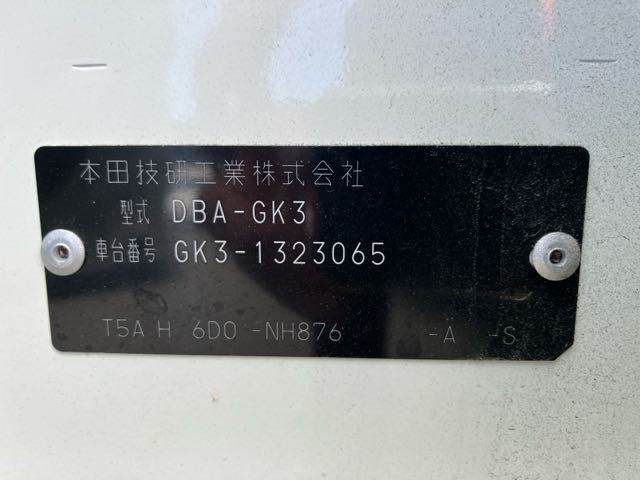 本田技研工業株式会社
型式 DBA-GK3
車台番号 GK3-1323065
T5A H 6D0 -NH876 -A -S